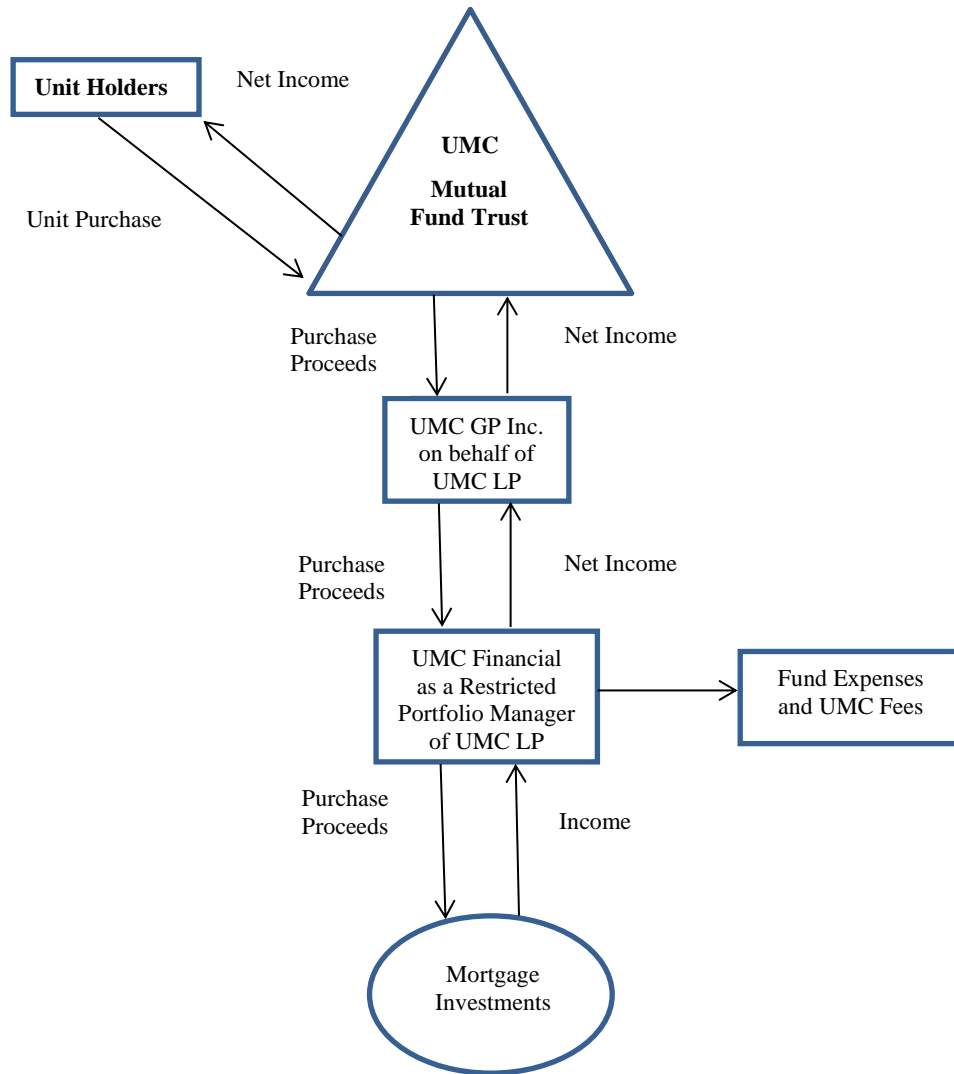 Unit Holders
Net Income
UMC
Mutual
Fund Trust
Unit Purchase
Purchase
Proceeds
Net Income
UMC GP Inc.
on behalf of
UMC LP
Purchase
Proceeds
Net Income
UMC Financial
as a Restricted
Portfolio Manager
of UMC LP
Fund Expenses
and UMC Fees
Purchase
Proceeds
Income
Mortgage
Investments